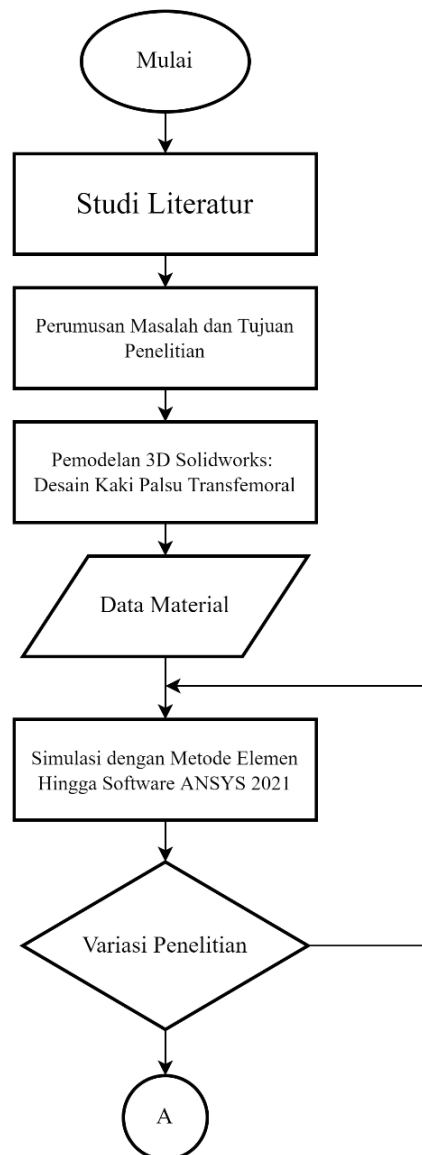 Mulai
Studi Literatur
Perumusan Masalah dan Tujuan
Penelitian
Pemodelan 3D Solidworks:
Desain Kaki Palsu Transfemoral
Data Material
Simulasi dengan Metode Elemen
Hingga Software ANSYS 2021
Variasi Penelitian
A